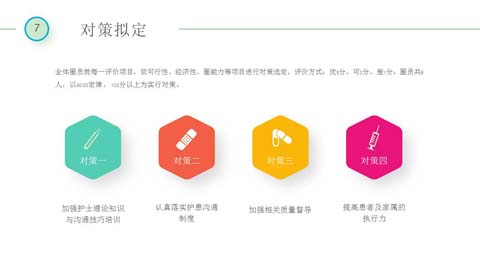 7
对策拟定
全体圈员就每一评价项目，依可行性、经济性、圈能力等项目进行对策选定，评价方式：优5分、可3分、差1分，圈员共9
人，以8020定律，122分以上为实行对策。
对策一
对策二
对策三
对策四
加强护士理论知识
与沟通技巧培训
认真落实护患沟通
制度
加强相关质量督导
提高患者及家属的
执行力